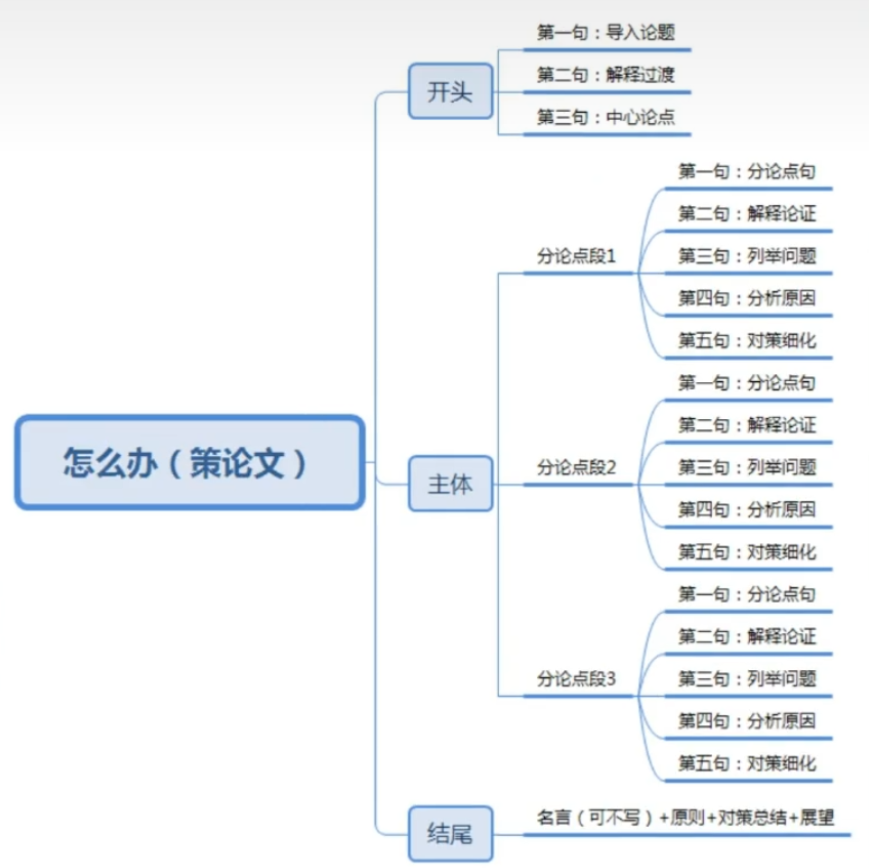 怎么办（策论文）
开头
第一句：导入论题
第二句：解释过渡
第三句：中心论点
主体
分论点段1
第一句：分论点句
第二句：解释论证
第三句：列举问题
第四句：分析原因
第五句：对策细化
分论点段2
第一句：分论点句
第二句：解释论证
第三句：列举问题
第四句：分析原因
第五句：对策细化
分论点段3
第一句：分论点句
第二句：解释论证
第三句：列举问题
第四句：分析原因
第五句：对策细化
结尾
名言（可不写）+原则+对策总结+展望